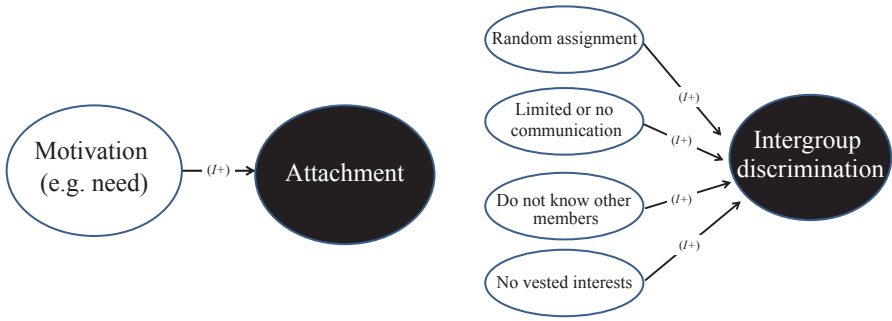 Motivation
(e.g. need)
(I+)
Attachment
Random assignment
(I+)
Limited or no
communication
(I+)
Do not know other
members
(I+)
No vested interests
(I+)
Intergroup
discrimination